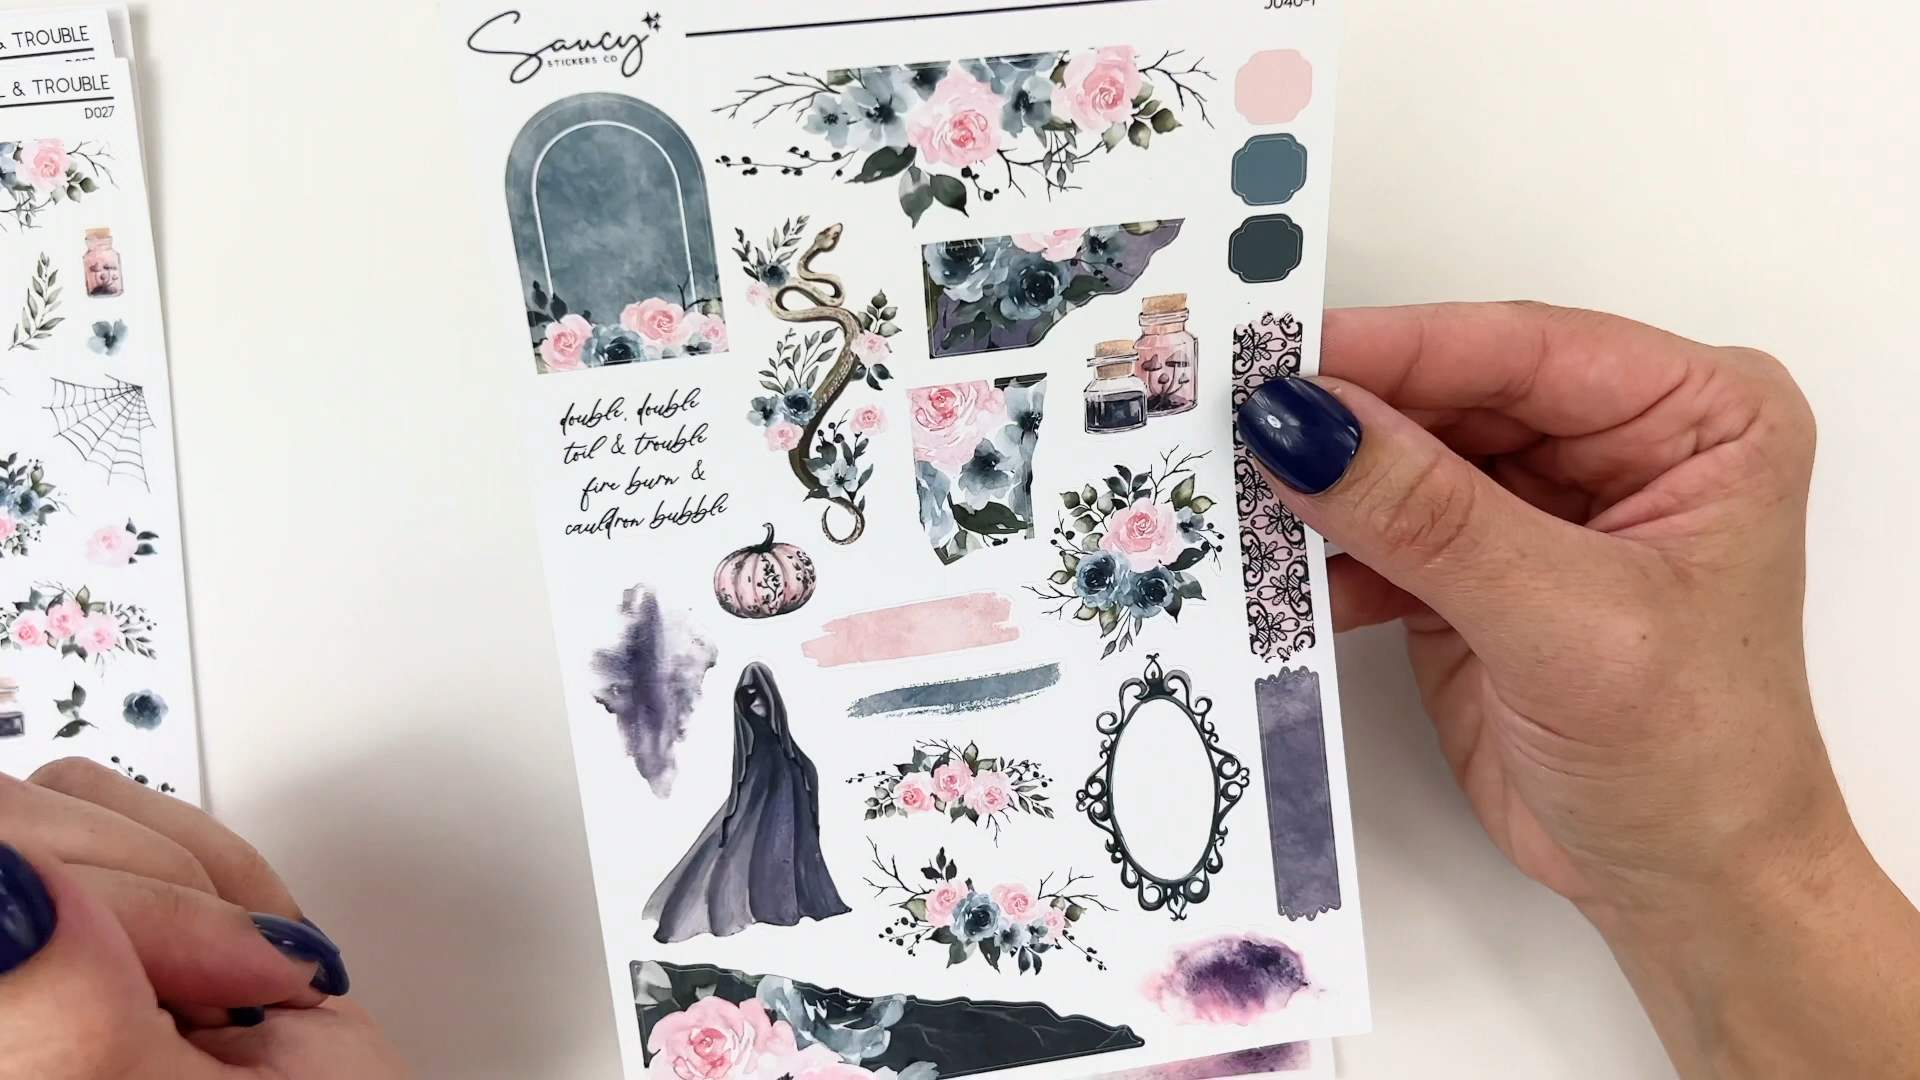 & TROUBLE
L & TROUBLE
D027
Saucy
STICKERS CO
double, double
toil & trouble
fire burn &
cauldron bubble